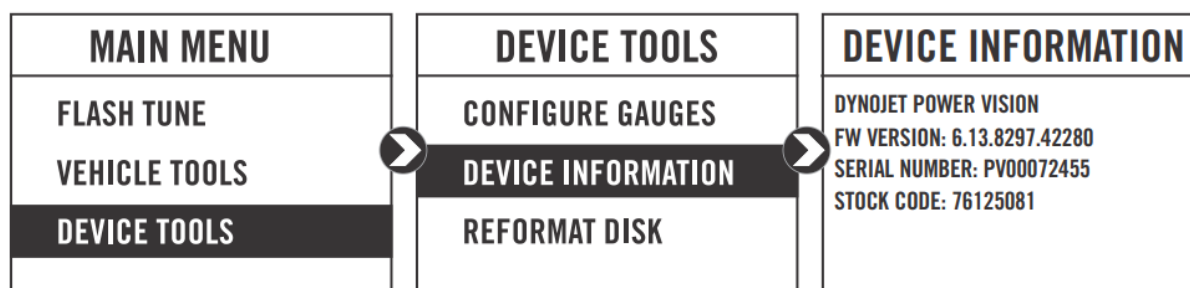 MAIN MENU
FLASH TUNE
VEHICLE TOOLS
DEVICE TOOLS
DEVICE TOOLS
CONFIGURE GAUGES
DEVICE INFORMATION
REFORMAT DISK
DEVICE INFORMATION
DYNOJET POWER VISION
FW VERSION: 6.13.8297.42280
SERIAL NUMBER: PV00072455
STOCK CODE: 76125081